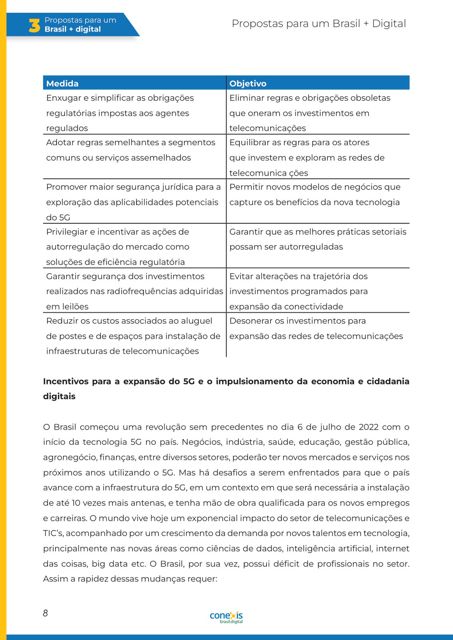 3 Propostas para um
Brasil + digital
Propostas para um Brasil + Digital
Medida
Objetivo
Enxugar e simplificar as obrigações
regulatórias impostas aos agentes
regulados
Eliminar regras e obrigações obsoletas
que oneram os investimentos em
telecomunicações
Adotar regras semelhantes a segmentos
comuns ou serviços assemelhados
Equilibrar as regras para os atores
que investem e exploram as redes de
telecomunica ções
Promover maior segurança jurídica para a
exploração das aplicabilidades potenciais
do 5G
Permitir novos modelos de negócios que
capture os benefícios da nova tecnologia
Privilegiar e incentivar as ações de
autorregulação do mercado como
soluções de eficiência regulatória
Garantir que as melhores práticas setoriais
possam ser autorreguladas
Garantir segurança dos investimentos
realizados nas radiofrequências adquiridas
em leilões
Evitar alterações na trajetória dos
investimentos programados para
expansão da conectividade
Reduzir os custos associados ao aluguel
de postes e de espaços para instalação de
infraestruturas de telecomunicações
Desonerar os investimentos para
expansão das redes de telecomunicações
Incentivos para a expansão do 5G e o impulsionamento da economia e cidadania
digitais
O Brasil começou uma revolução sem precedentes no dia 6 de julho de 2022 com o
início da tecnologia 5G no país. Negócios, indústria, saúde, educação, gestão pública,
agronegócio, finanças, entre diversos setores, poderão ter novos mercados e serviços nos
próximos anos utilizando o 5G. Mas há desafios a serem enfrentados para que o país
avance com a infraestrutura do 5G, em um contexto em que será necessária a instalação
de até 10 vezes mais antenas, e tenha mão de obra qualificada para os novos empregos
e carreiras. O mundo vive hoje um exponencial impacto do setor de telecomunicações e
TIC's, acompanhado por um crescimento da demanda por novos talentos em tecnologia,
principalmente nas novas áreas como ciências de dados, inteligência artificial, internet
das coisas, big data etc. O Brasil, por sua vez, possui déficit de profissionais no setor.
Assim a rapidez dessas mudanças requer:
8
conexis
brasil digital